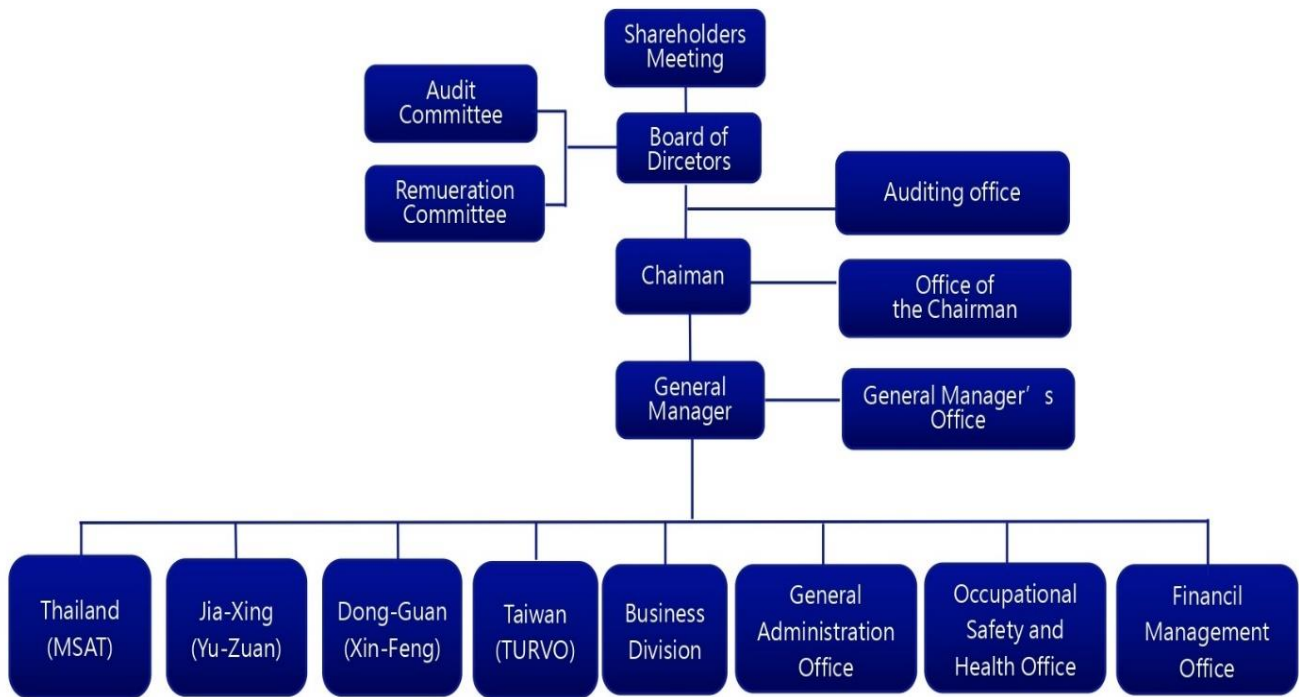 Shareholders
Meeting
Audit
Committee
Board of
Dircetors
Remueration
Committee
Auditing office
Chaiman
Office of
the Chairman
General
Manager
General Manager's
Office
Thailand
(MSAT)
Jia-Xing
(Yu-Zuan)
Dong-Guan
(Xin-Feng)
Taiwan
(TURVO)
Business
Division
General
Administration
Office
Occupational
Safety and
Health Office
Financil
Management
Office